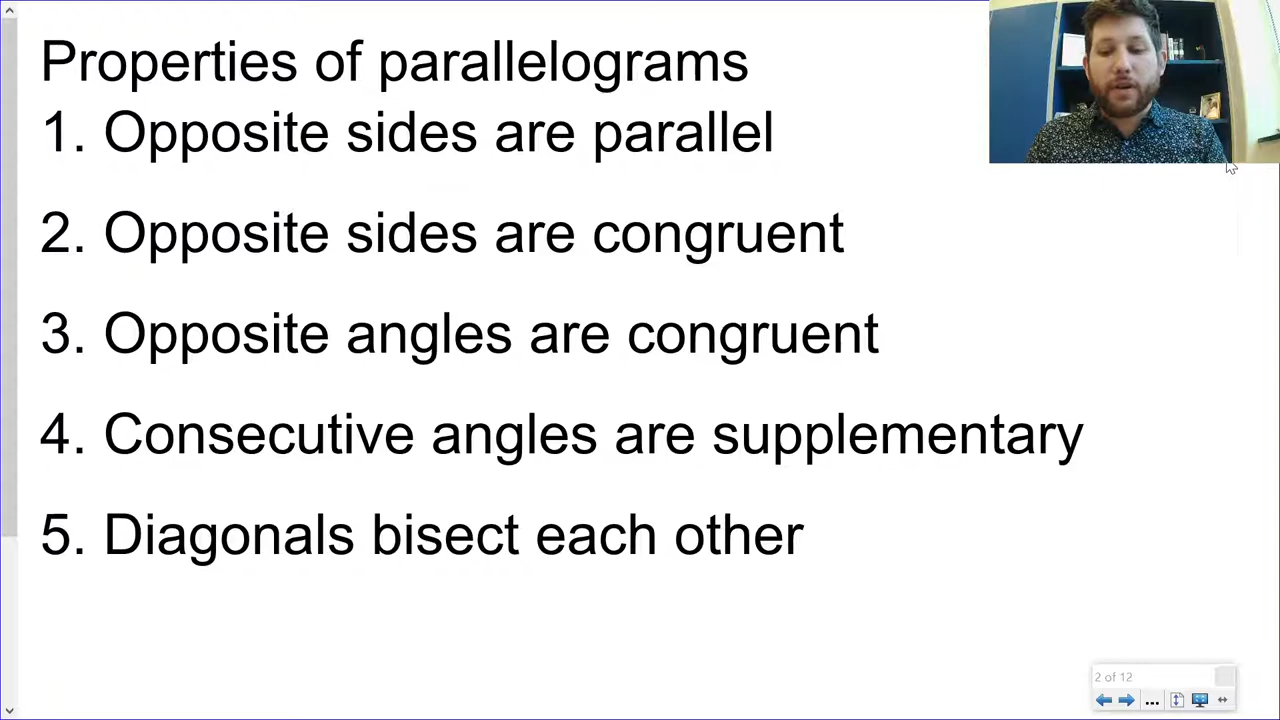 Properties of parallelograms
1. Opposite sides are parallel
2. Opposite sides are congruent
3. Opposite angles are congruent
4. Consecutive angles are supplementary
5. Diagonals bisect each other
2 of 12